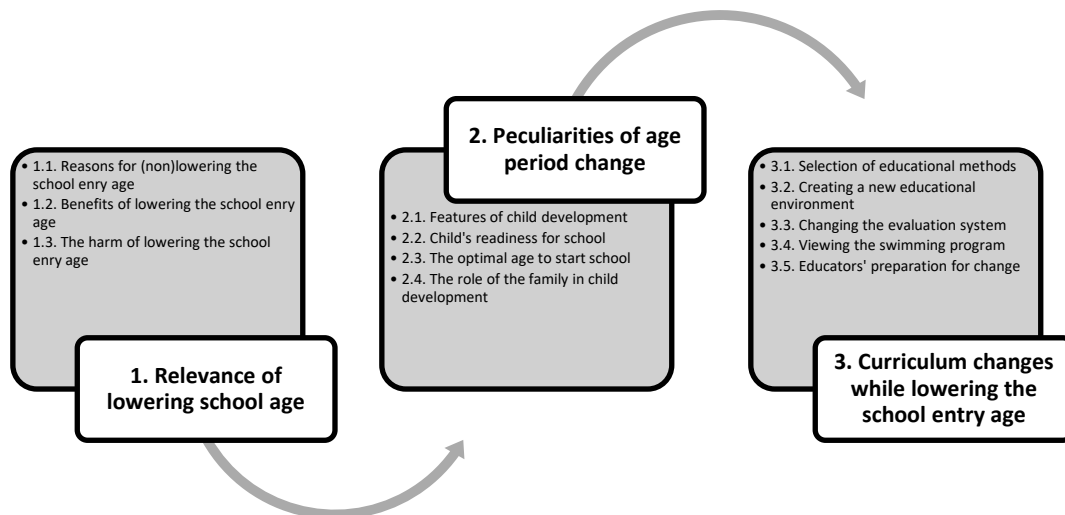 • 1.1. Reasons for (non)lowering the
school enry age
• 1.2. Benefits of lowering the school enry
age
• 1.3. The harm of lowering the school
enry age
1. Relevance of
lowering school age
2. Peculiarities of age
period change
• 2.1. Features of child development
• 2.2. Child's readiness for school
• 2.3. The optimal age to start school
• 2.4. The role of the family in child
development
• 3.1. Selection of educational methods
• 3.2. Creating a new educational
environment
• 3.3. Changing the evaluation system
• 3.4. Viewing the swimming program
• 3.5. Educators' preparation for change
3. Curriculum changes
while lowering the
school entry age